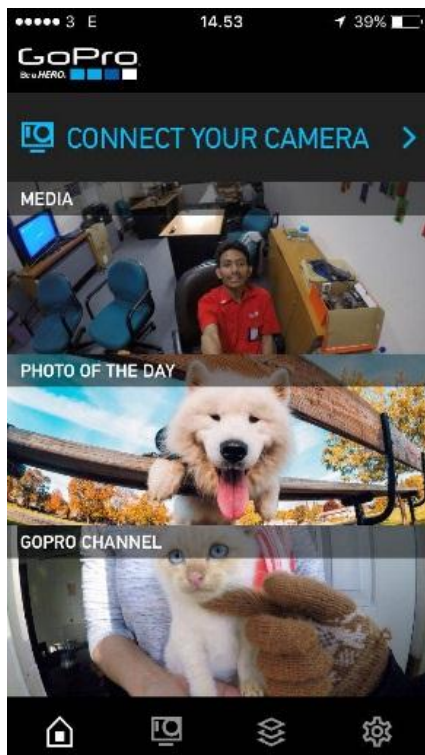 3 E 14.53 39%
GoPro
Be a HERO.
CONNECT YOUR CAMERA >
MEDIA
PHOTO OF THE DAY
GOPRO CHANNEL